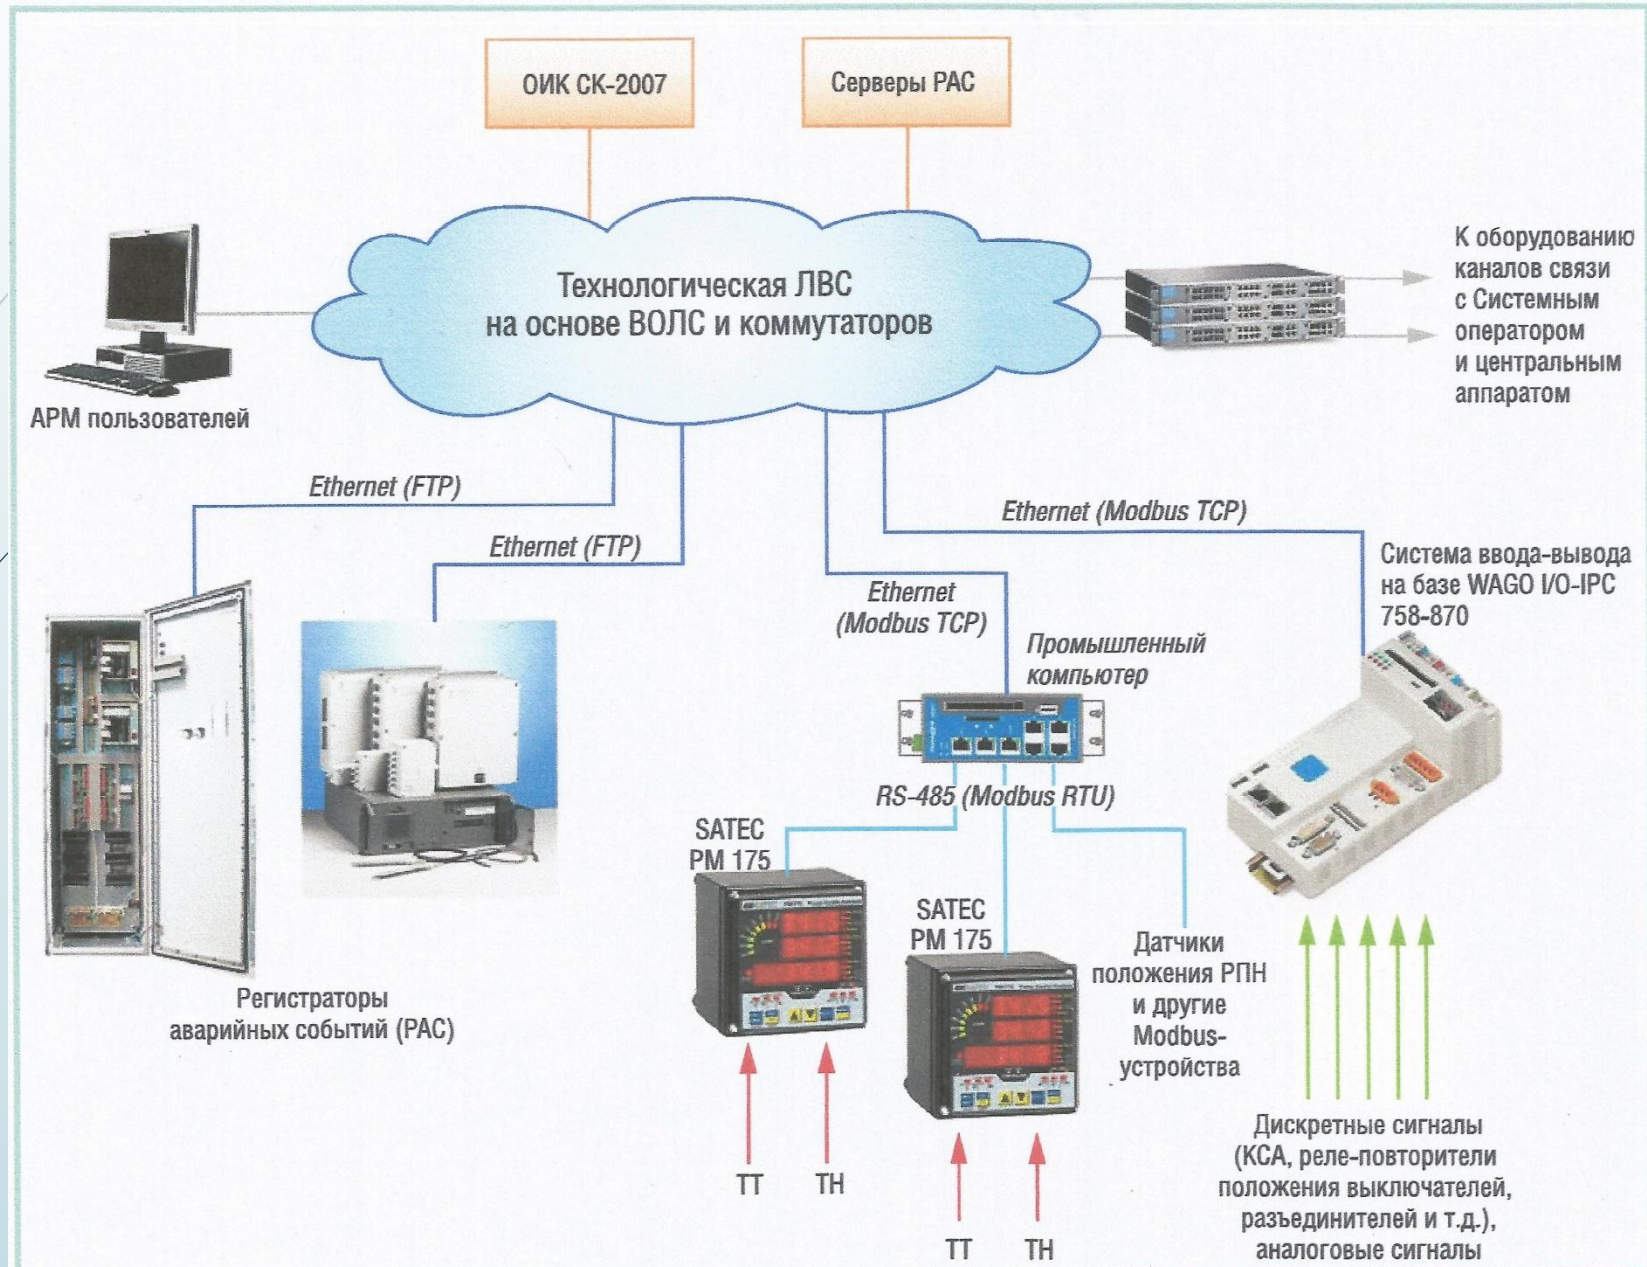 ОИК СК-2007
Серверы РАС
Технологическая ЛВС
на основе ВОЛС и коммутаторов
К оборудованию
каналов связи
с Системным
оператором
и центральным
аппаратом
АРМ пользователей
Ethernet (FTP)
Ethernet (FTP)
Ethernet (Modbus TCP)
Ethernet
(Modbus TCP)
Система ввода-вывода
на базе WAGO I/O-IPC
758-870
Промышленный
компьютер
RS-485 (Modbus RTU)
SATEC
PM 175
SATEC
PM 175
Датчики
положения РПН
и другие
Modbus-
устройства
Регистраторы
аварийных событий (РАС)
ТТ
ТН
ТТ
ТН
Дискретные сигналы
(КСА, реле-повторители
положения выключателей,
разъединителей и т.д.),
аналоговые сигналы